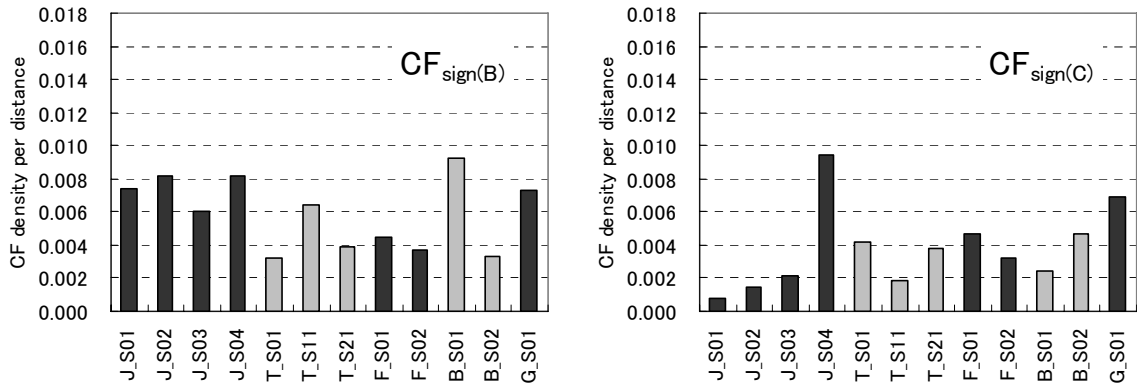 CF density per distance
0.018
0.016
0.014
0.012
0.010
0.008
0.006
0.004
0.002
0.000
CFsign(B)
J_S01
J_S02
J_S03
J_S04
T_S01
T_S11
T_S21
F_S01
F_S02
B_S01
B_S02
G_S01
CF density per distance
0.018
0.016
0.014
0.012
0.010
0.008
0.006
0.004
0.002
0.000
CFsign(C)
J_S01
J_S02
J_S03
J_S04
T_S01
T_S11
T_S21
F_S01
F_S02
B_S01
B_S02
G_S01